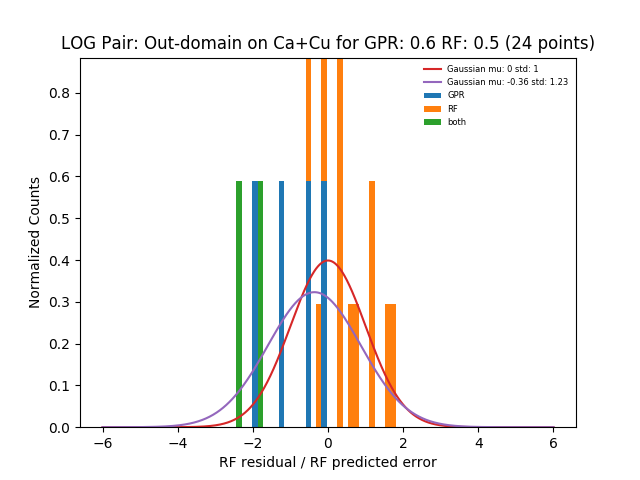 LOG Pair: Out-domain on Ca+Cu for GPR: 0.6 RF: 0.5 (24 points)
Gaussian mu: 0 std: 1
Gaussian mu: -0.36 std: 1.23
GPR
RF
both
Normalized Counts
0.8
0.7
0.6
0.5
0.4
0.3
0.2
0.1
0.0
−6 −4 −2 0 2 4 6
RF residual / RF predicted error